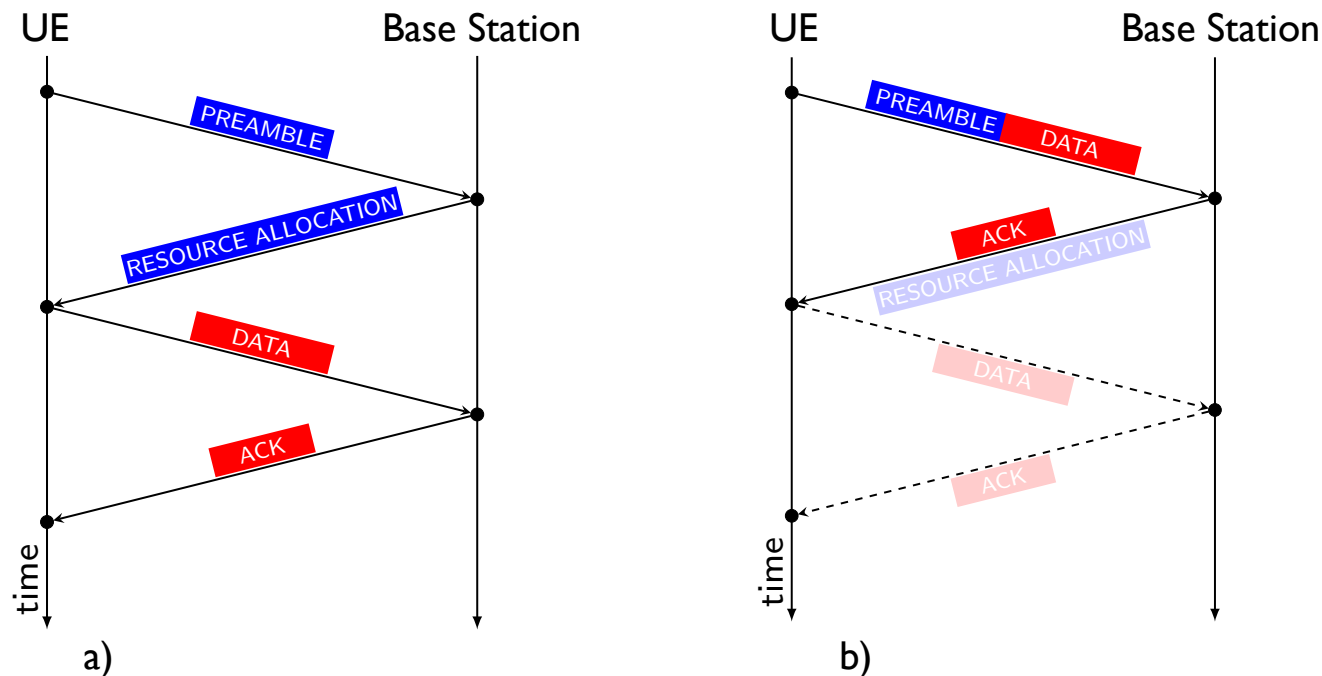 UE
Base Station
PREAMBLE
RESOURCE ALLOCATION
DATA
ACK
time
a)
UE
Base Station
PREAMBLE
DATA
ACK
RESOURCE ALLOCATION
DATA
ACK
time
b)